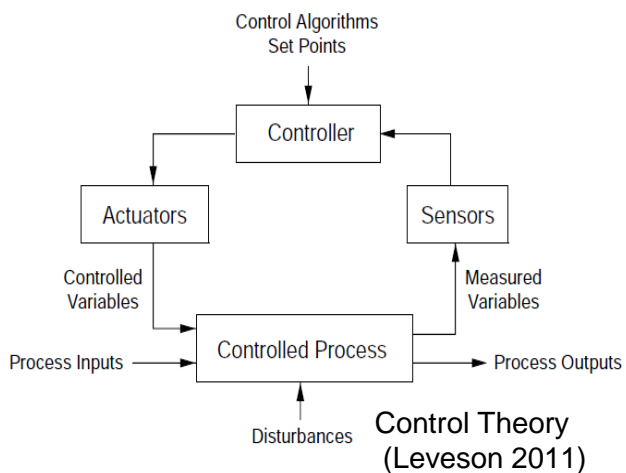 Control Algorithms
Set Points
Controller
Actuators
Sensors
Controlled
Variables
Measured
Variables
Controlled Process
Process Inputs
Process Outputs
Disturbances
Control Theory
(Leveson 2011)